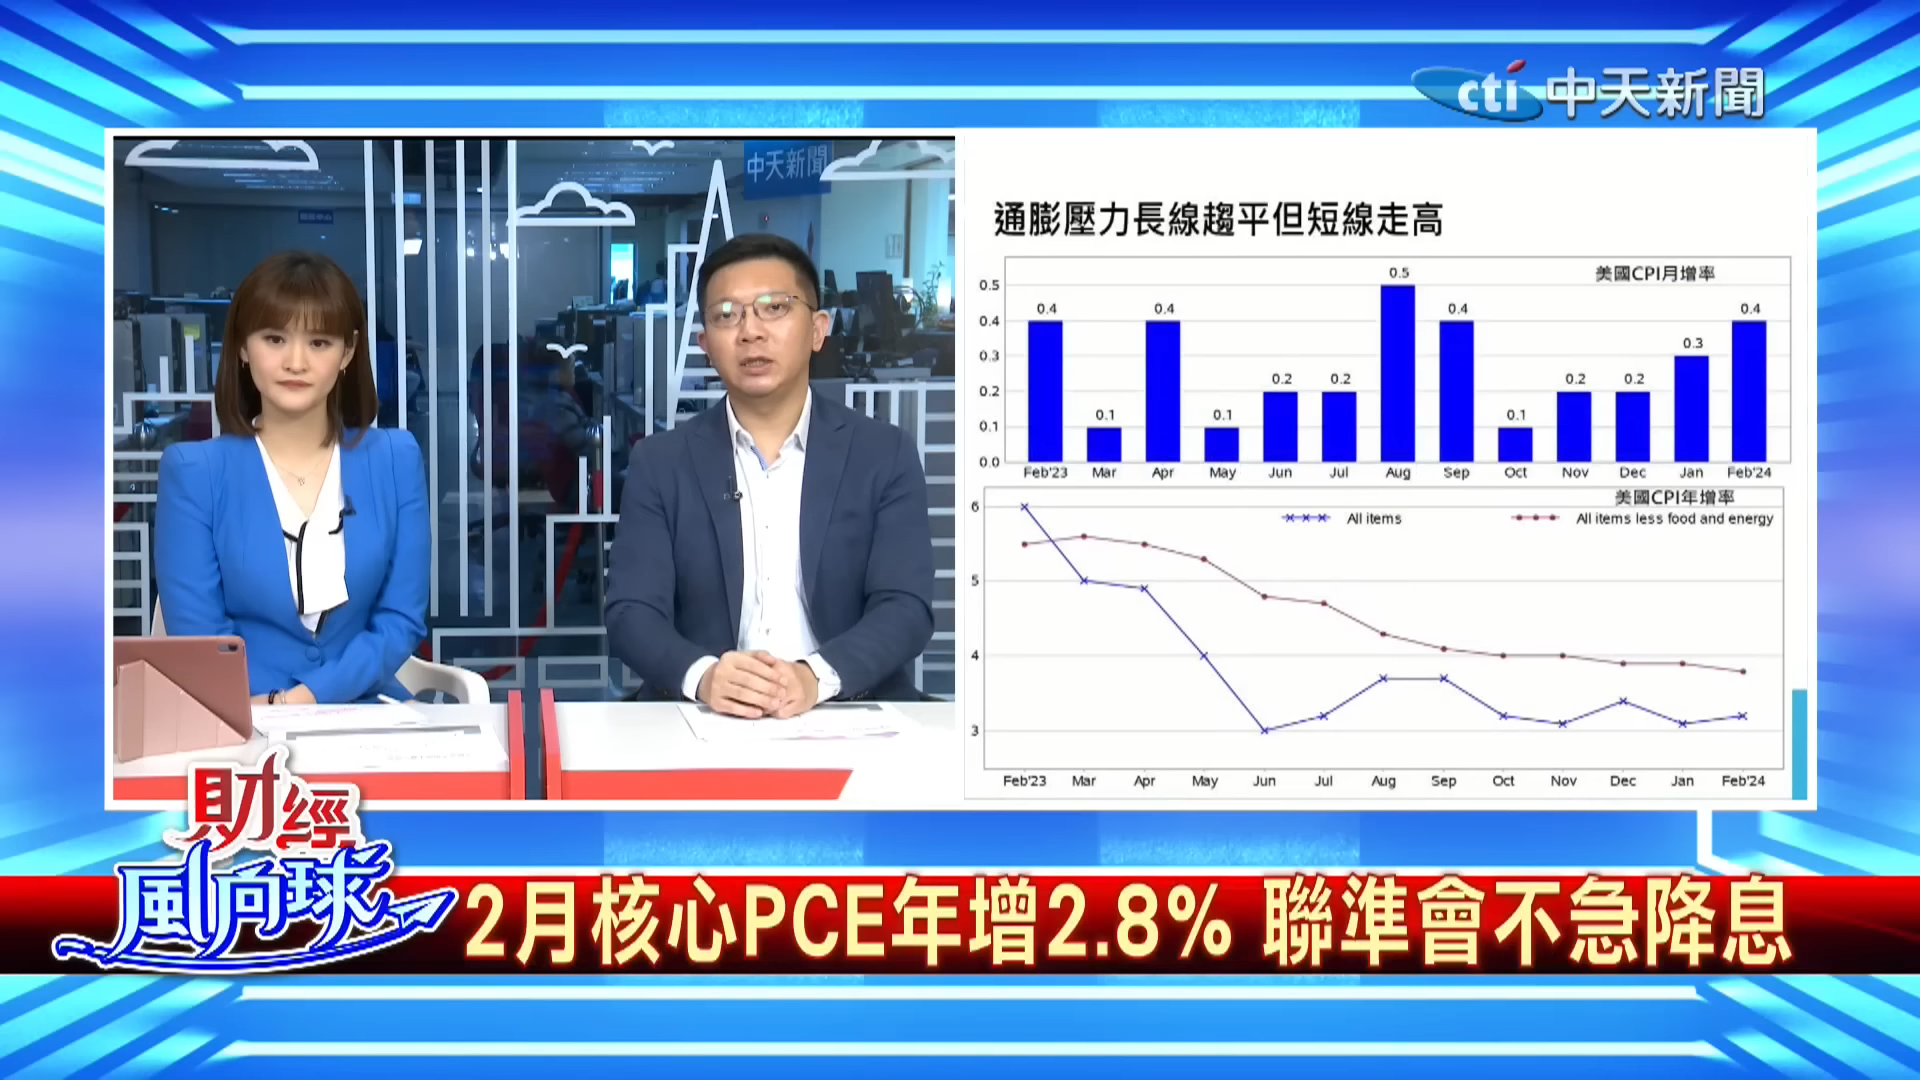 cti 中天新聞
中天新聞
通膨壓力長線趨平但短線走高
美國CPI月增率
0.5
0.4
0.3
0.2
0.1
0.0
0.4
0.1
0.4
0.1
0.2
0.2
0.5
0.4
0.1
0.2
0.2
0.3
0.4
Feb'23 Mar Apr May Jun Jul Aug Sep Oct Nov Dec Jan Feb'24
美國CPI年增率
All items All items less food and energy
6
5
4
3
Feb'23 Mar Apr May Jun Jul Aug Sep Oct Nov Dec Jan Feb'24
財經
風向球
2月核心PCE年增2.8% 聯準會不急降息